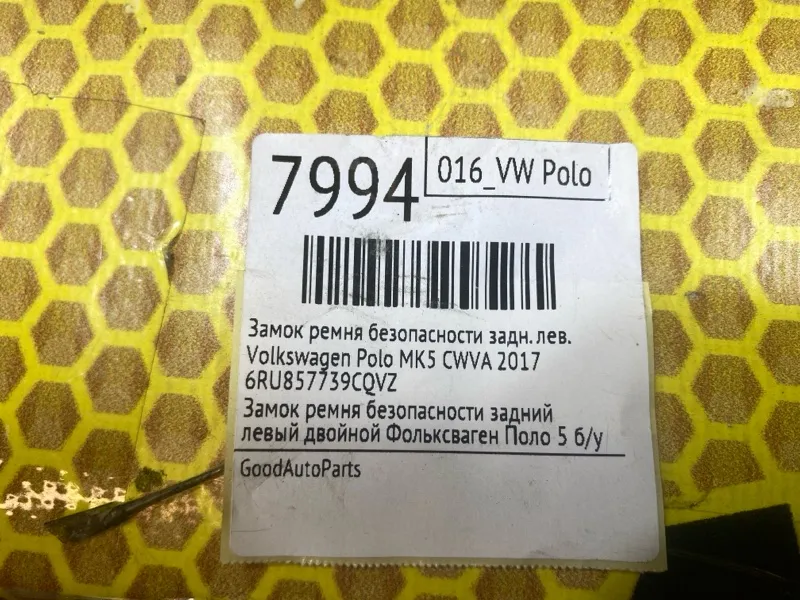 7994
016_VW Polo
Замок ремня безопасности задн. лев.
Volkswagen Polo MK5 CWVA 2017
6RU857739CQVZ
Замок ремня безопасности задний
левый двойной Фольксваген Поло 5 б/у
GoodAutoParts